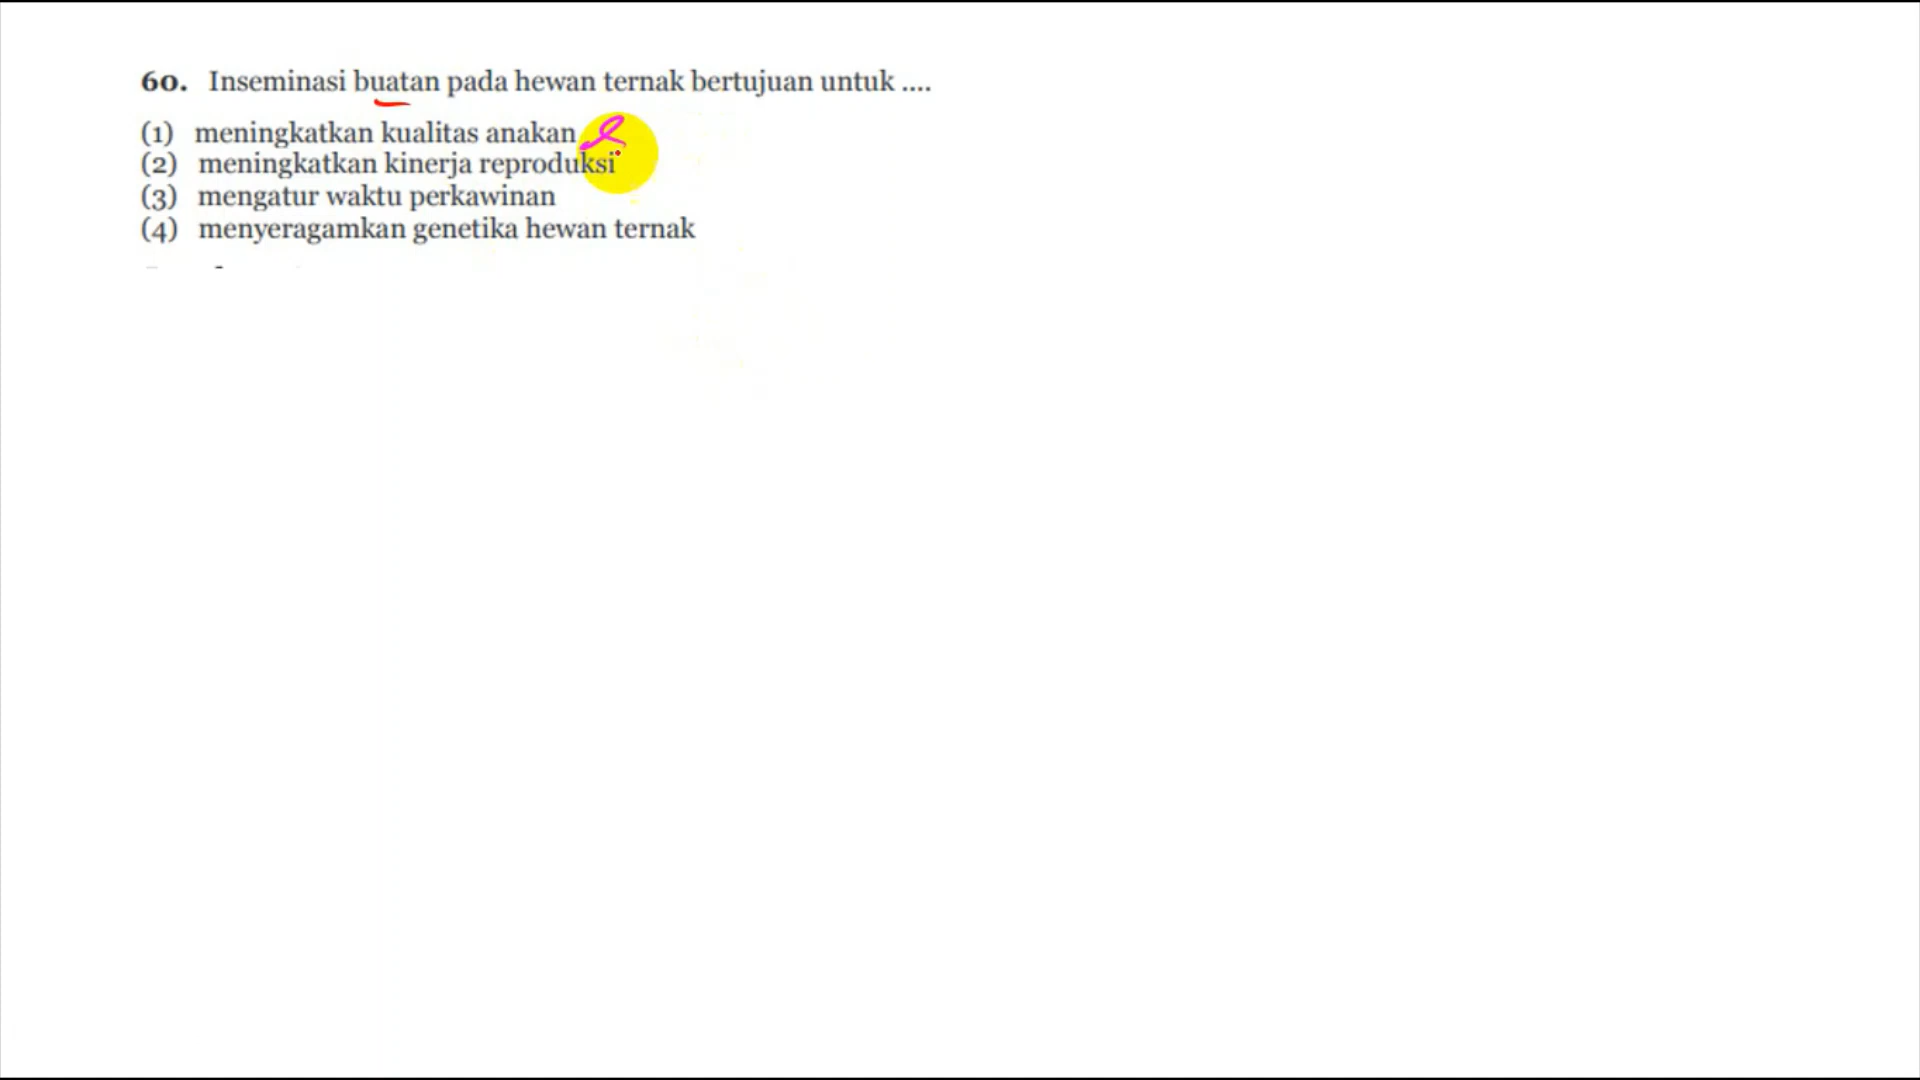 60. Inseminasi buatan pada hewan ternak bertujuan untuk ....
(1) meningkatkan kualitas anakan
(2) meningkatkan kinerja reproduksi
(3) mengatur waktu perkawinan
(4) menyeragamkan genetika hewan ternak